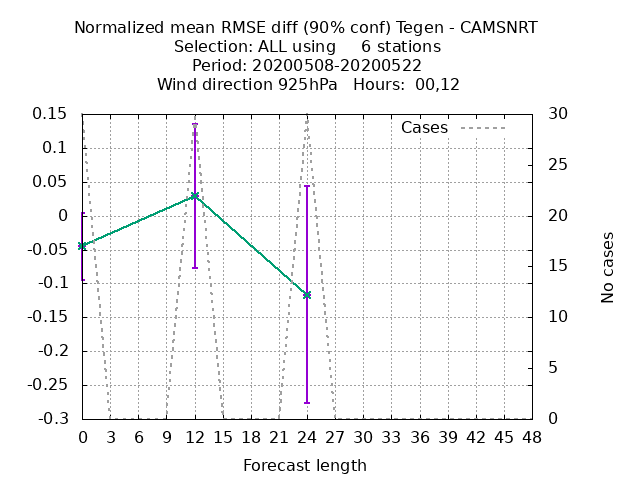 Normalized mean RMSE diff (90% conf) Tegen - CAMSNRT
Selection: ALL using     6 stations
Period: 20200508-20200522
Wind direction 925hPa   Hours:  00,12
Cases
0.15
0.1
0.05
0
-0.05
-0.1
-0.15
-0.2
-0.25
-0.3
30
25
20
15
10
5
0
No cases
0 3 6 9 12 15 18 21 24 27 30 33 36 39 42 45 48
Forecast length